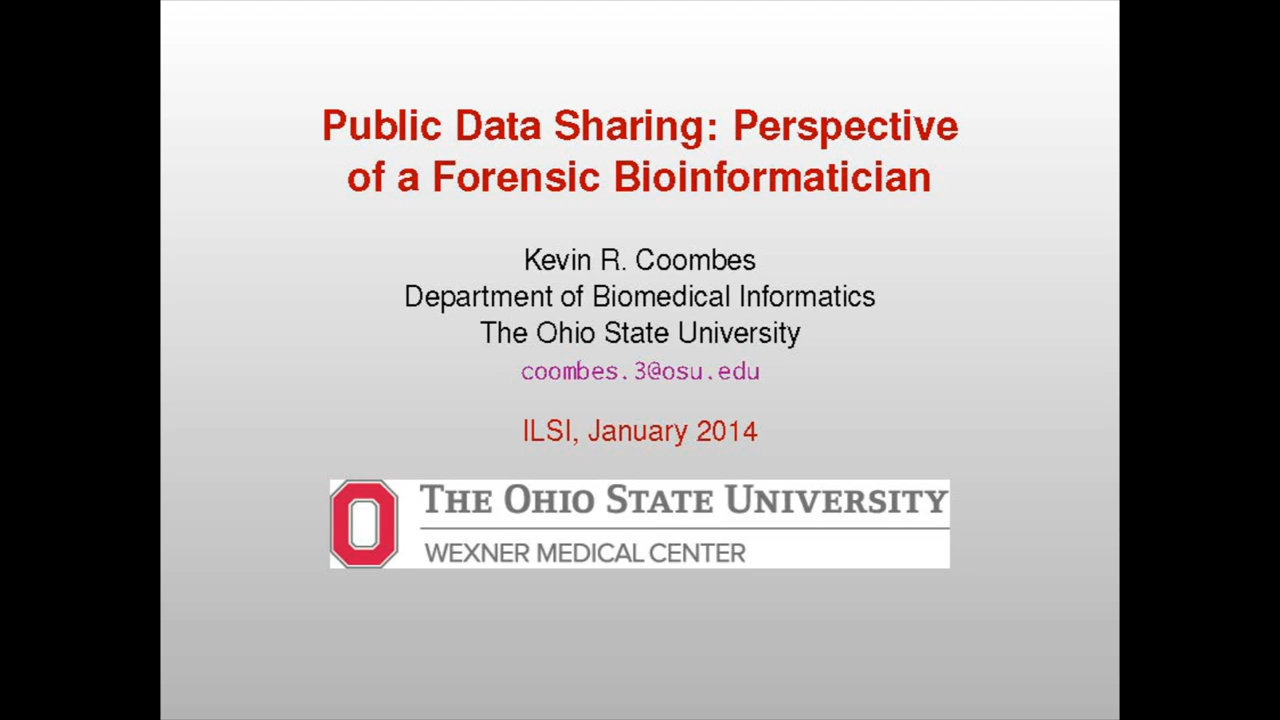 Public Data Sharing: Perspective
of a Forensic Bioinformatician
Kevin R. Coombes
Department of Biomedical Informatics
The Ohio State University
coombes.3@osu.edu
ILSI, January 2014
THE OHIO STATE UNIVERSITY
WEXNER MEDICAL CENTER